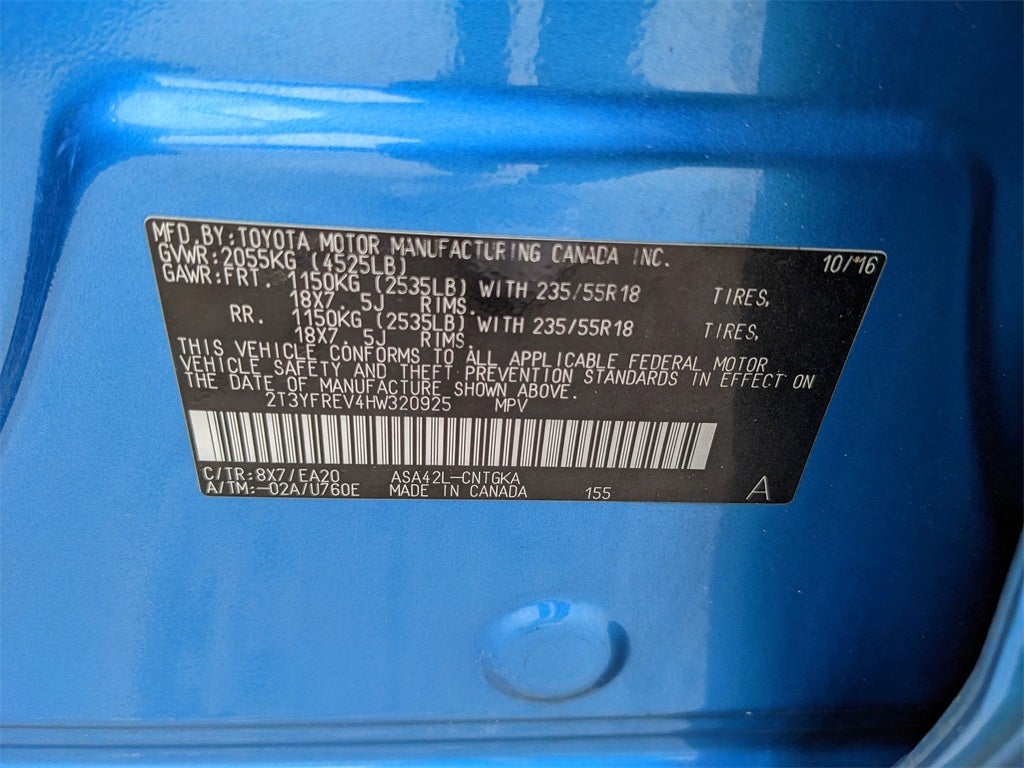 MFD.BY:TOYOTA MOTOR MANUFACTURING CANADA INC. 10/16
GVWR:2055KG (4525LB)
GAWR:FRT. 1150KG (2535LB) WITH 235/55R18 TIRES,
18X7. 5J RIMS.
RR. 1150KG (2535LB) WITH 235/55R18 TIRES,
18X7. 5J RIMS
THIS VEHICLE CONFORMS TO ALL APPLICABLE FEDERAL MOTOR
VEHICLE SAFETY AND THEFT PREVENTION STANDARDS IN EFFECT ON
THE DATE OF MANUFACTURE SHOWN ABOVE.
2T3YFREV4HW320925 MPV
C/TR:8X7/EA20 ASA42L-CNTGKA
A/TM:-02A/U760E MADE IN CANADA 155 A